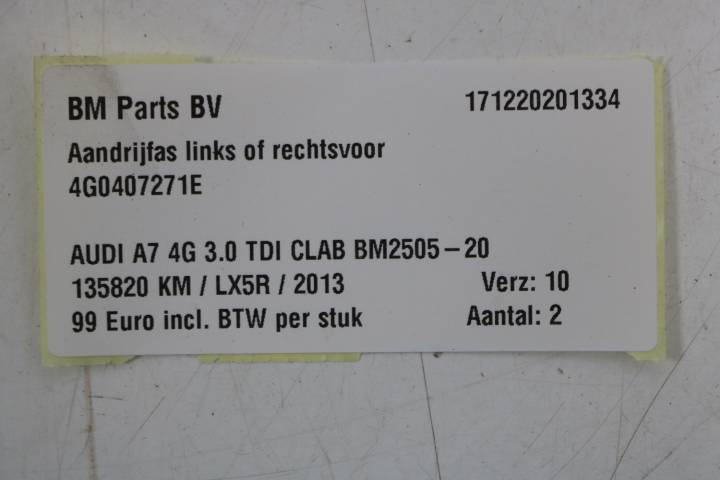 BM Parts BV 171220201334
Aandrijfas links of rechtsvoor
4G0407271E
AUDI A7 4G 3.0 TDI CLAB BM2505-20
135820 KM / LX5R / 2013 Verz: 10
99 Euro incl. BTW per stuk Aantal: 2